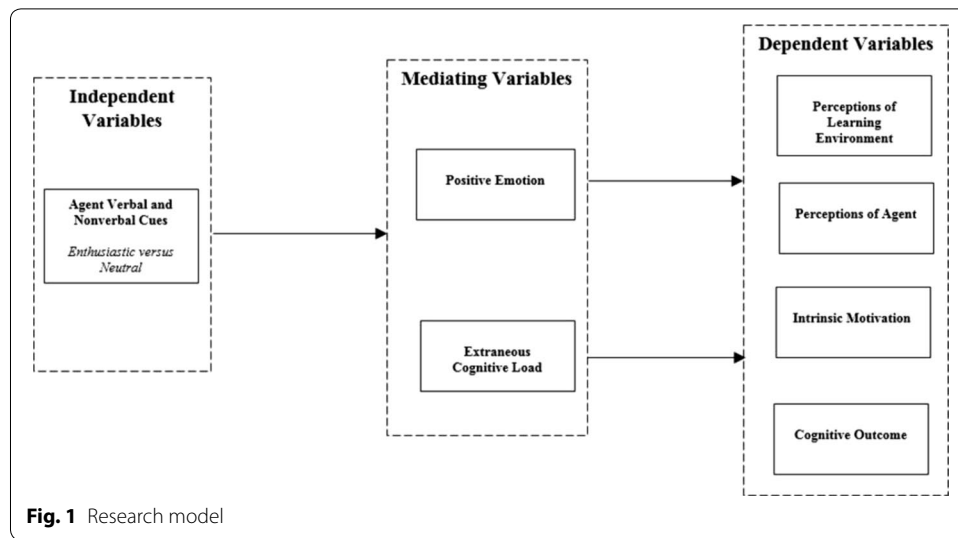 Independent
Variables
Agent Verbal and
Nonverbal Cues
Enthusiastic versus
Neutral
Mediating Variables
Positive Emotion
Extraneous
Cognitive Load
Dependent Variables
Perceptions of
Learning
Environment
Perceptions of Agent
Intrinsic Motivation
Cognitive Outcome
Fig. 1 Research model